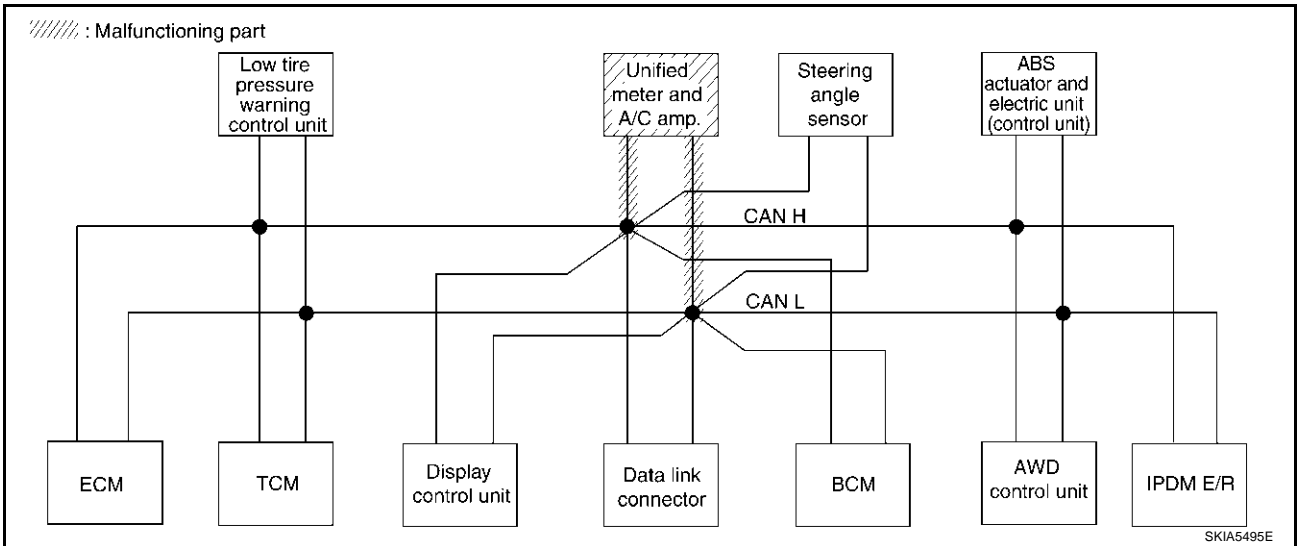 : Malfunctioning part
Low tire
pressure
warning
control unit
Unified
meter and
A/C amp.
Steering
angle
sensor
ABS
actuator and
electric unit
(control unit)
CAN H
CAN L
ECM
TCM
Display
control unit
Data link
connector
BCM
AWD
control unit
IPDM E/R
SKIA5495E